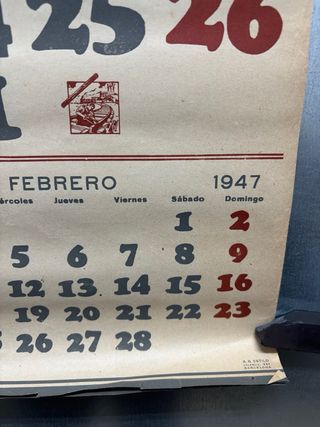 25 26
FEBRERO 1947
Jueves Viernes Sábado Domingo
1 2
5 6 7 8 9
12 13 14 15 16
19 20 21 22 23
26 27 28
BARCELONA